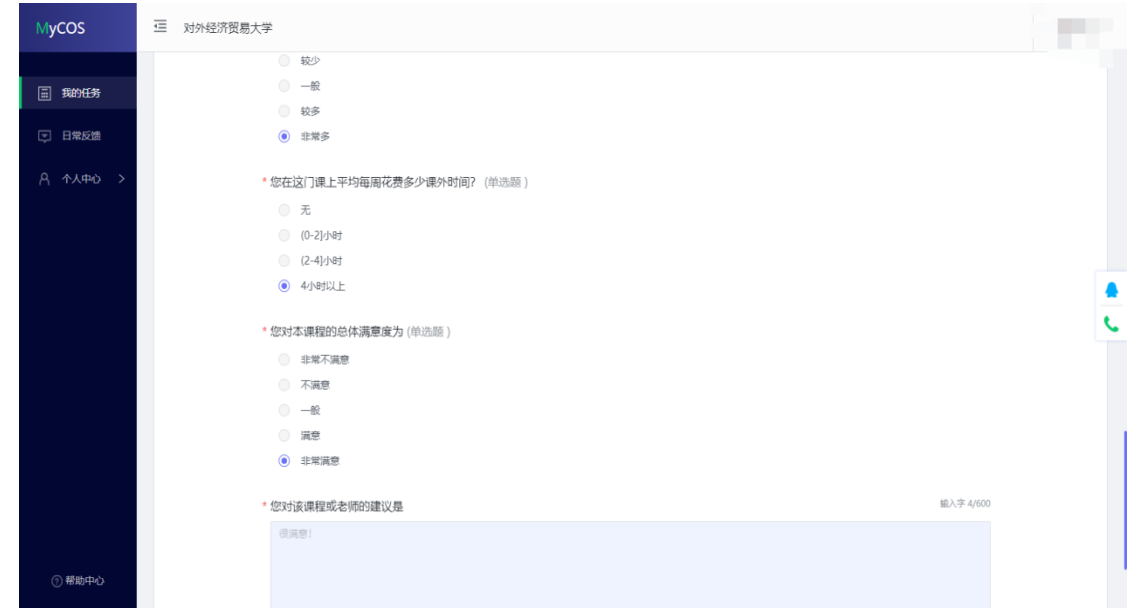 MyCOS
对外经济贸易大学
我的任务
日常反馈
个人中心
帮助中心
较少
一般
较多
非常多
* 您在这门课上平均每周花费多少课外时间？ (单选题 )
无
(0-2]小时
(2-4]小时
4小时以上
* 您对本课程的总体满意度为 (单选题 )
非常不满意
不满意
一般
满意
非常满意
* 您对该课程或老师的建议是
输入字 4/600
很满意!